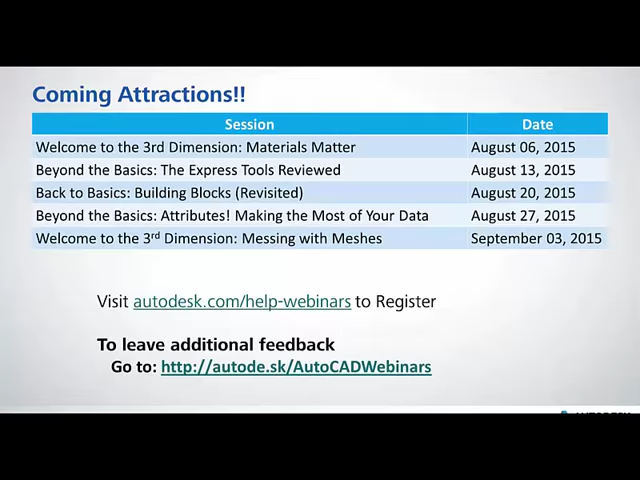 Coming Attractions!!
Session Date
Welcome to the 3rd Dimension: Materials Matter August 06, 2015
Beyond the Basics: The Express Tools Reviewed August 13, 2015
Back to Basics: Building Blocks (Revisited) August 20, 2015
Beyond the Basics: Attributes! Making the Most of Your Data August 27, 2015
Welcome to the 3rd Dimension: Messing with Meshes September 03, 2015
Visit autodesk.com/help-webinars to Register
To leave additional feedback
Go to: http://autode.sk/AutoCADWebinars